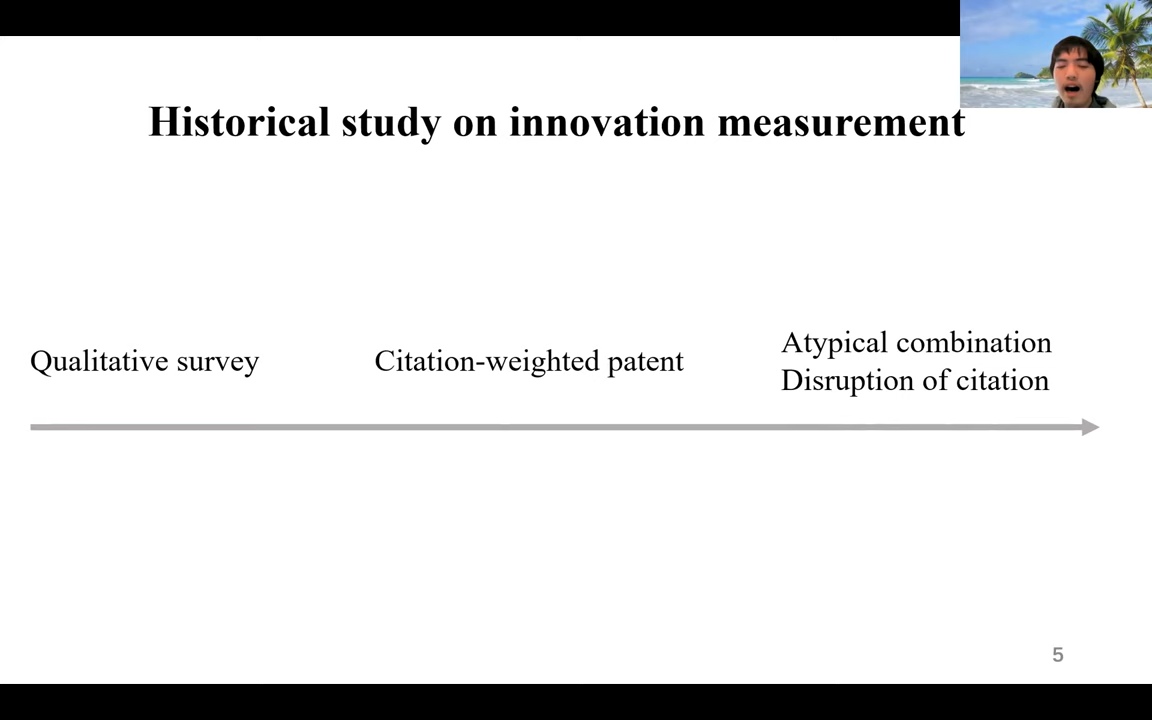 Historical study on innovation measurement
Qualitative survey
Citation-weighted patent
Atypical combination
Disruption of citation
5